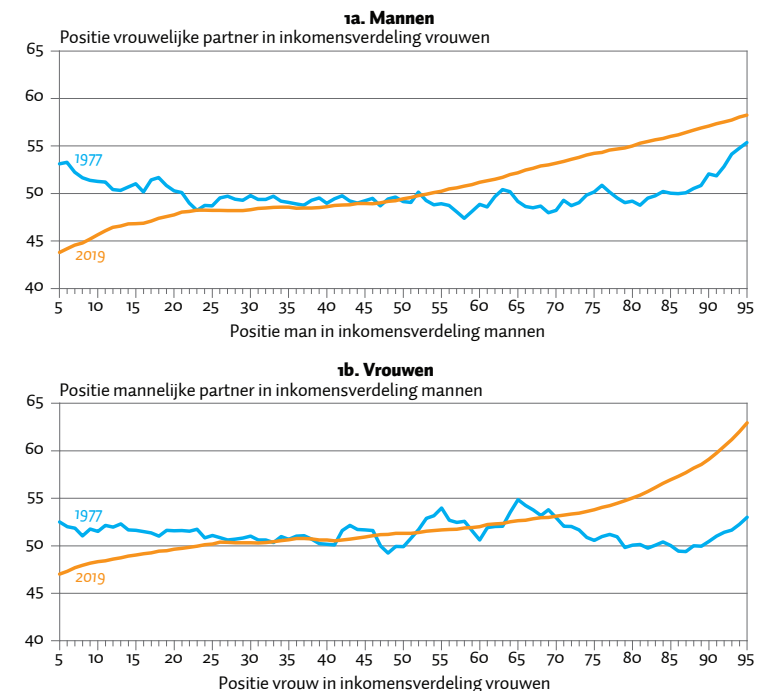 1a. Mannen
Positie vrouwelijke partner in inkomensverdeling vrouwen
65
60
55
1977
50
45
2019
40
5 10 15 20 25 30 35 40 45 50 55 60 65 70 75 80 85 90 95
Positie man in inkomensverdeling mannen
1b. Vrouwen
Positie mannelijke partner in inkomensverdeling mannen
65
60
55
1977
50
2019
45
40
5 10 15 20 25 30 35 40 45 50 55 60 65 70 75 80 85 90 95
Positie vrouw in inkomensverdeling vrouwen